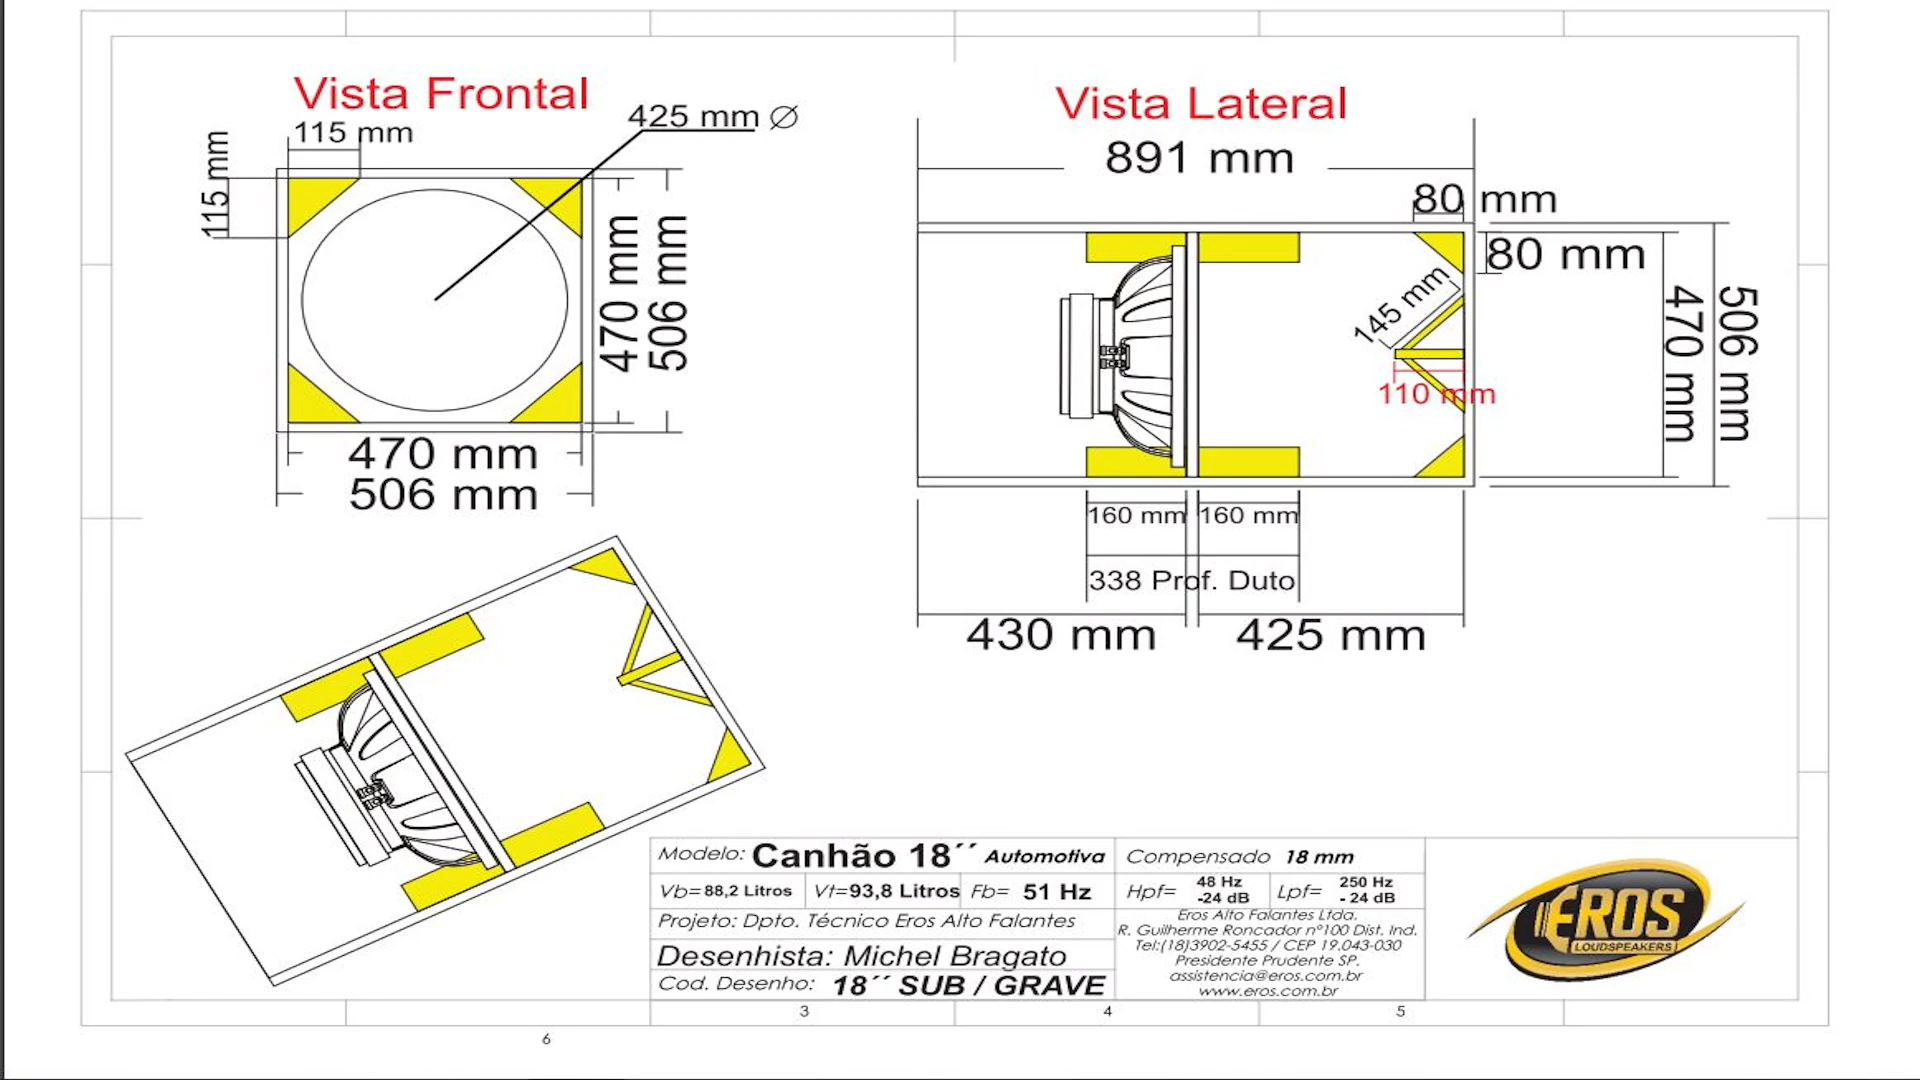 Vista Frontal
115 mm
115 mm
425 mm Ø
470 mm
506 mm
470 mm
506 mm
Vista Lateral
891 mm
80 mm
80 mm
145 mm
110 mm
470 mm
506 mm
160 mm
160 mm
338 Prof. Duto
430 mm
425 mm
Modelo: Canhão 18´´ Automotiva
Compensado 18 mm
Vb= 88,2 Litros
Vt=93,8 Litros
Fb= 51 Hz
Hpf= 48 Hz -24 dB
Lpf= 250 Hz - 24 dB
Projeto: Dpto. Técnico Eros Alto Falantes
Desenhista: Michel Bragato
Cod. Desenho: 18´´ SUB / GRAVE
Eros Alto Falantes Ltda.
R. Guilherme Roncador nº100 Dist. Ind.
Tel:(18)3902-5455 / CEP 19.043-030
Presidente Prudente SP.
assistencia@eros.com.br
www.eros.com.br
EROS
LOUDSPEAKERS
3
4
5
6